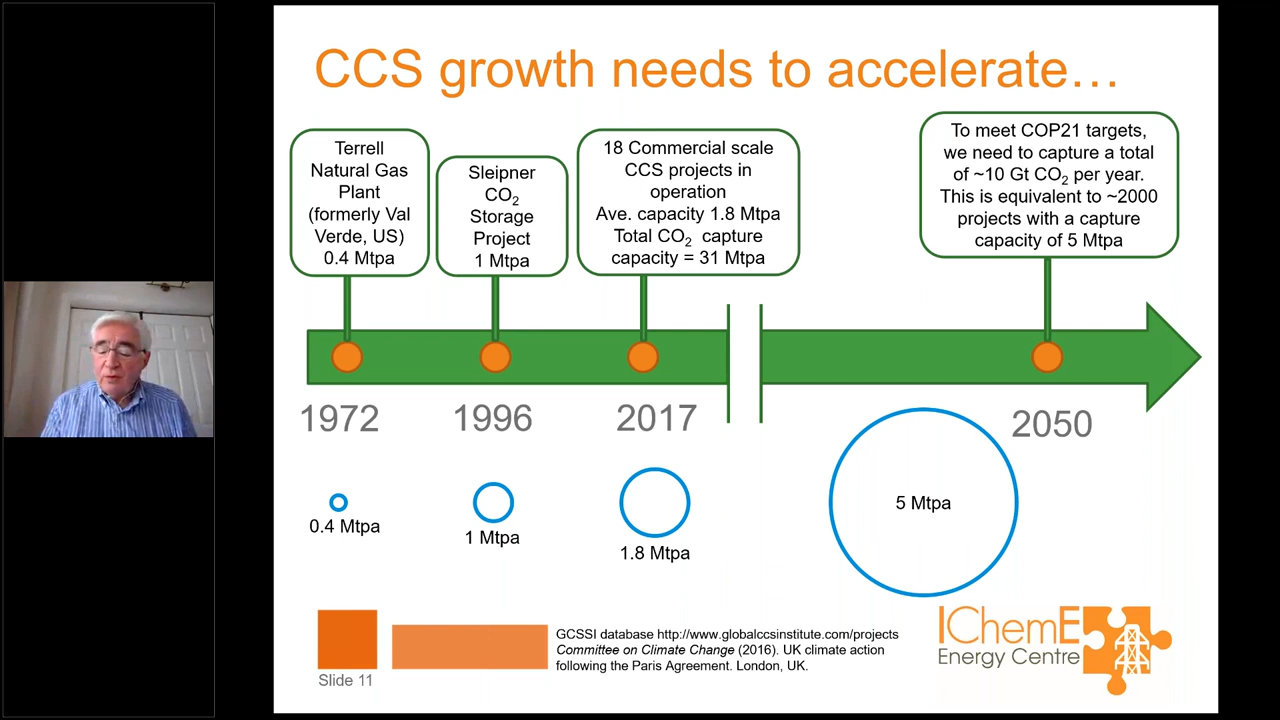 CCS growth needs to accelerate…
Terrell
Natural Gas
Plant
(formerly Val
Verde, US)
0.4 Mtpa
Sleipner
CO₂
Storage
Project
1 Mtpa
18 Commercial scale
CCS projects in
operation
Ave. capacity 1.8 Mtpa
Total CO₂ capture
capacity = 31 Mtpa
To meet COP21 targets,
we need to capture a total
of ~10 Gt CO₂ per year.
This is equivalent to ~2000
projects with a capture
capacity of 5 Mtpa
1972
1996
2017
2050
0.4 Mtpa
1 Mtpa
1.8 Mtpa
5 Mtpa
GCSSI database http://www.globalccsinstitute.com/projects
Committee on Climate Change (2016). UK climate action
following the Paris Agreement. London, UK.
Slide 11
IChemE
Energy Centre